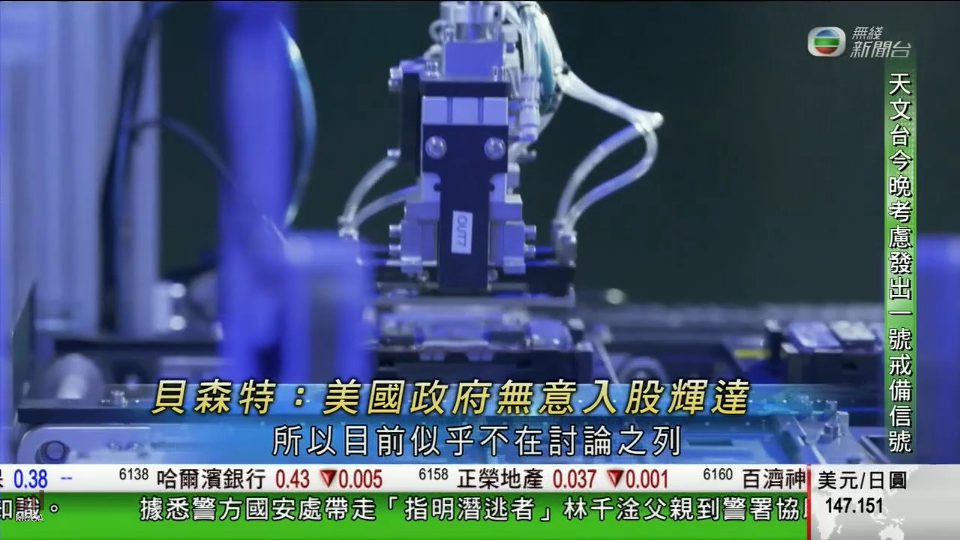 無綫
新聞台
天文台今晚考慮發出一號戒備信號
OUT7
貝森特：美國政府無意入股輝達
所以目前似乎不在討論之列
0.38 -- 6138 哈爾濱銀行 0.43 ▼0.005 6158 正榮地產 0.037 ▼0.001 6160 百濟神
美元/日圓
147.151
知識。 據悉警方國安處帶走「指明潛逃者」林千淦父親到警署協